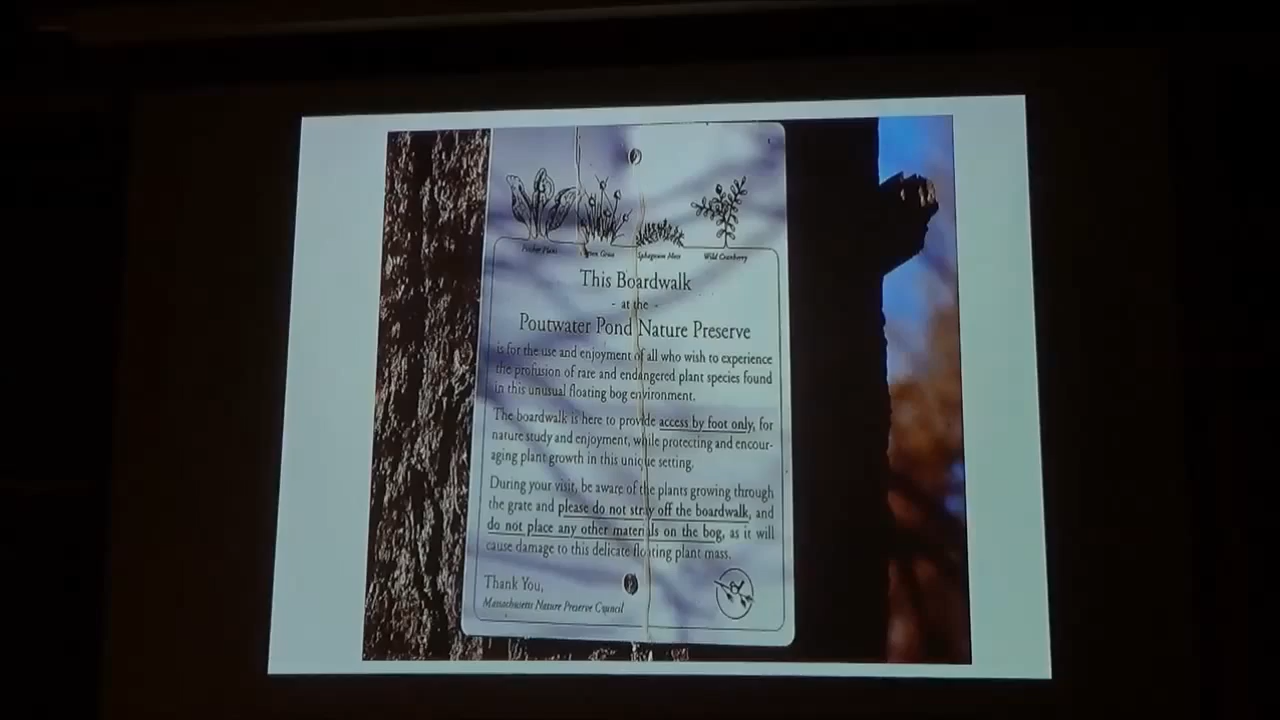 Pitcher Plant Cotton Grass Sphagnum Moss Wild Cranberry
This Boardwalk
- at the -
Poutwater Pond Nature Preserve
is for the use and enjoyment of all who wish to experience
the profusion of rare and endangered plant species found
in this unusual floating bog environment.
The boardwalk is here to provide access by foot only, for
nature study and enjoyment, while protecting and encour-
aging plant growth in this unique setting.
During your visit, be aware of the plants growing through
the grate and please do not stray off the boardwalk, and
do not place any other materials on the bog, as it will
cause damage to this delicate floating plant mass.
Thank You,
Massachusetts Nature Preserve Council